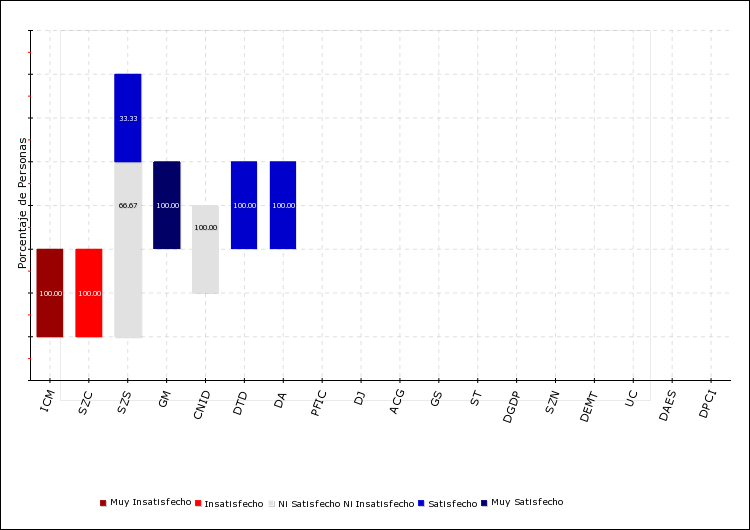 Porcentaje de Personas
33.33
66.67
100.00
100.00
100.00
100.00
100.00
100.00
ICM
SZC
SZS
GM
CNID
DTD
DA
PFIC
DJ
ACG
GS
ST
DGDP
SZN
DEMT
UC
DAES
DPCI
Muy Insatisfecho Insatisfecho Ni Satisfecho Ni Insatisfecho Satisfecho Muy Satisfecho